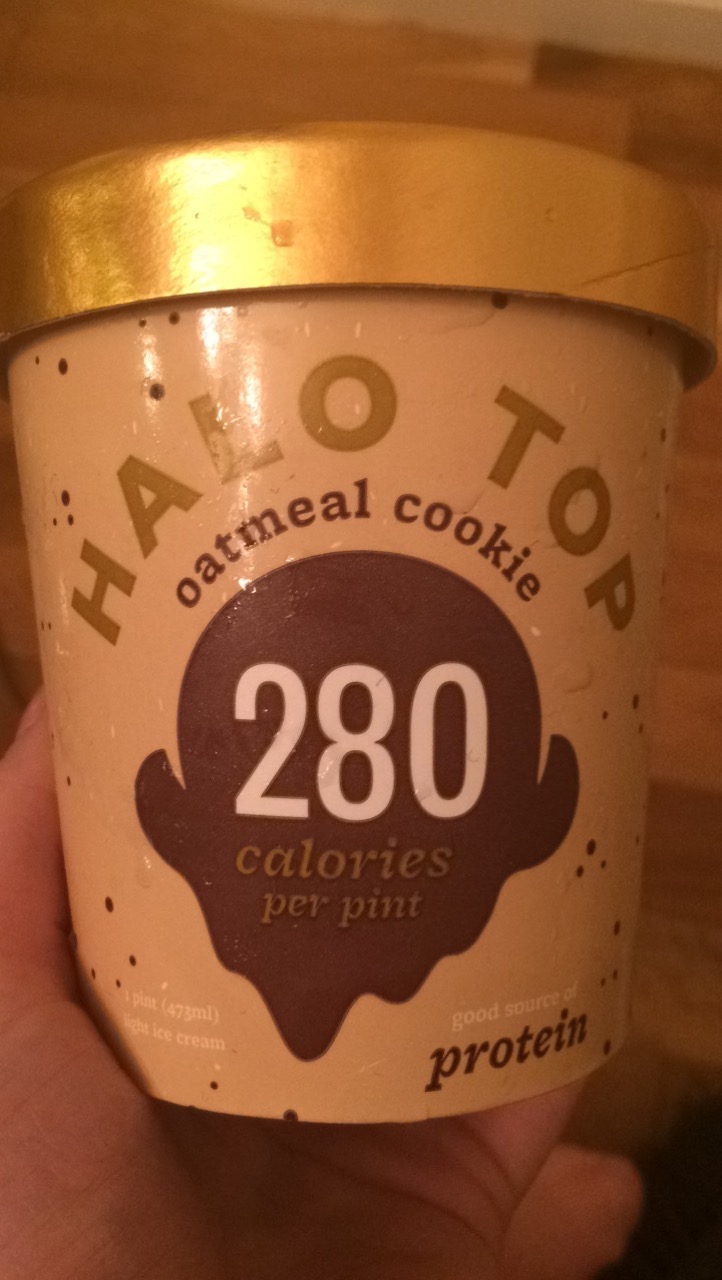 HALO TOP
oatmeal cookie
280
calories
per pint
1 pint (473ml)
light ice cream
good source of
protein